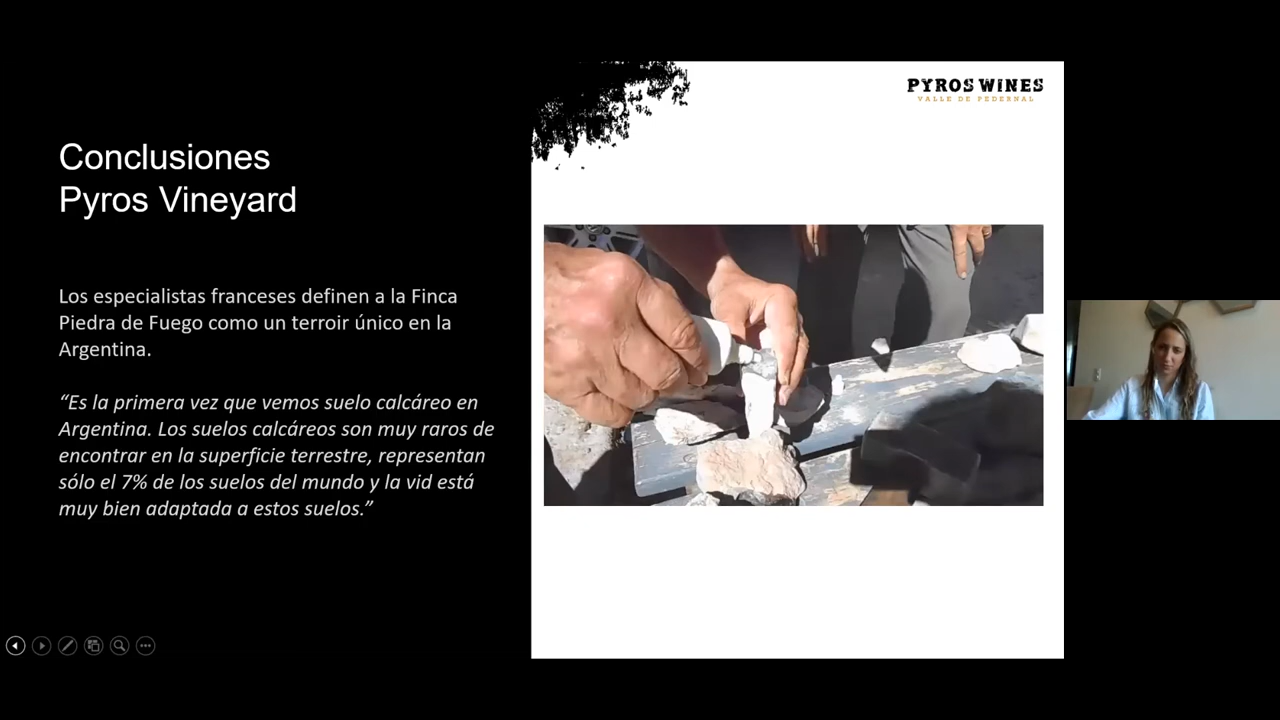 Conclusiones
Pyros Vineyard
Los especialistas franceses definen a la Finca
Piedra de Fuego como un terroir único en la
Argentina.
“Es la primera vez que vemos suelo calcáreo en
Argentina. Los suelos calcáreos son muy raros de
encontrar en la superficie terrestre, representan
sólo el 7% de los suelos del mundo y la vid está
muy bien adaptada a estos suelos.”
PYROS WINES
VALLE DE PEDERNAL